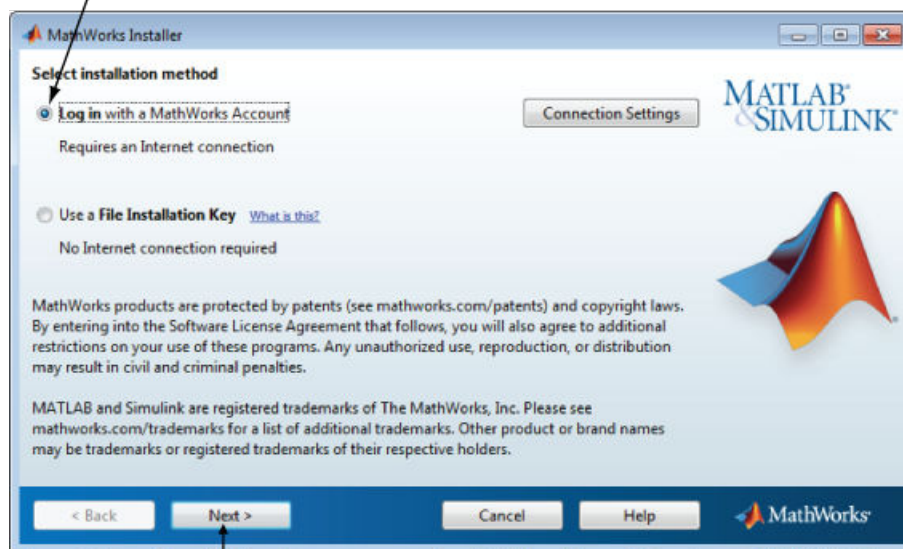 MathWorks Installer
Select installation method
Log in with a MathWorks Account
Connection Settings
Requires an Internet connection
Use a File Installation Key What is this?
No Internet connection required
MATLAB®
&SIMULINK®
MathWorks products are protected by patents (see mathworks.com/patents) and copyright laws.
By entering into the Software License Agreement that follows, you will also agree to additional
restrictions on your use of these programs. Any unauthorized use, reproduction, or distribution
may result in civil and criminal penalties.
MATLAB and Simulink are registered trademarks of The MathWorks, Inc. Please see
mathworks.com/trademarks for a list of additional trademarks. Other product or brand names
may be trademarks or registered trademarks of their respective holders.
< Back
Next >
Cancel
Help
MathWorks®